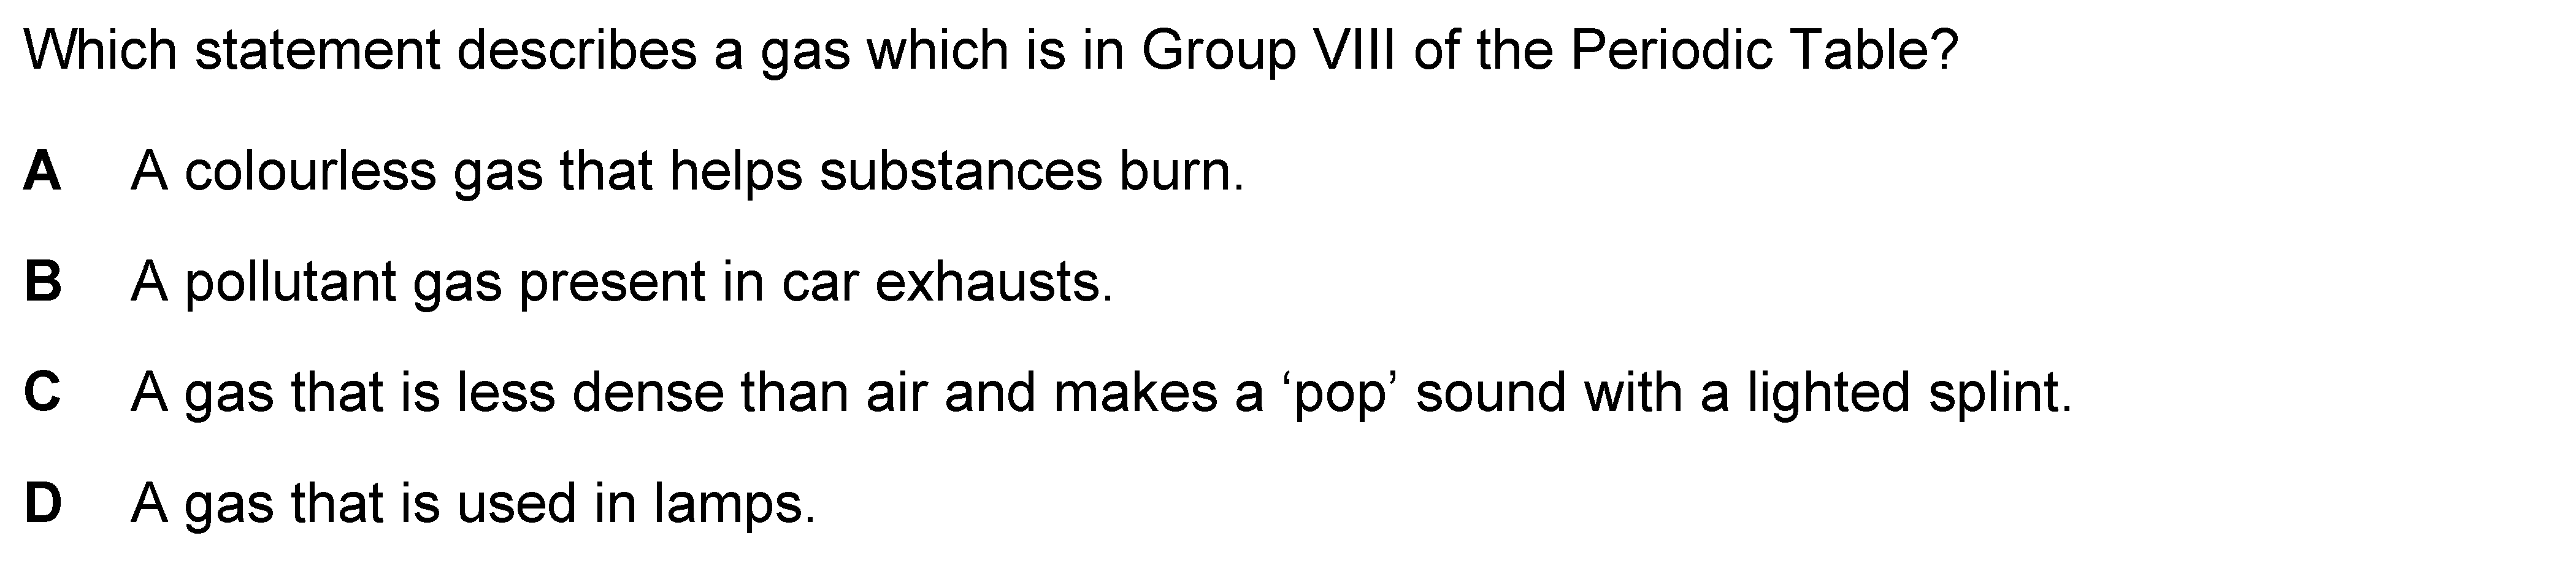 Which statement describes a gas which is in Group VIII of the Periodic Table?
A A colourless gas that helps substances burn.
B A pollutant gas present in car exhausts.
C A gas that is less dense than air and makes a ‘pop’ sound with a lighted splint.
D A gas that is used in lamps.